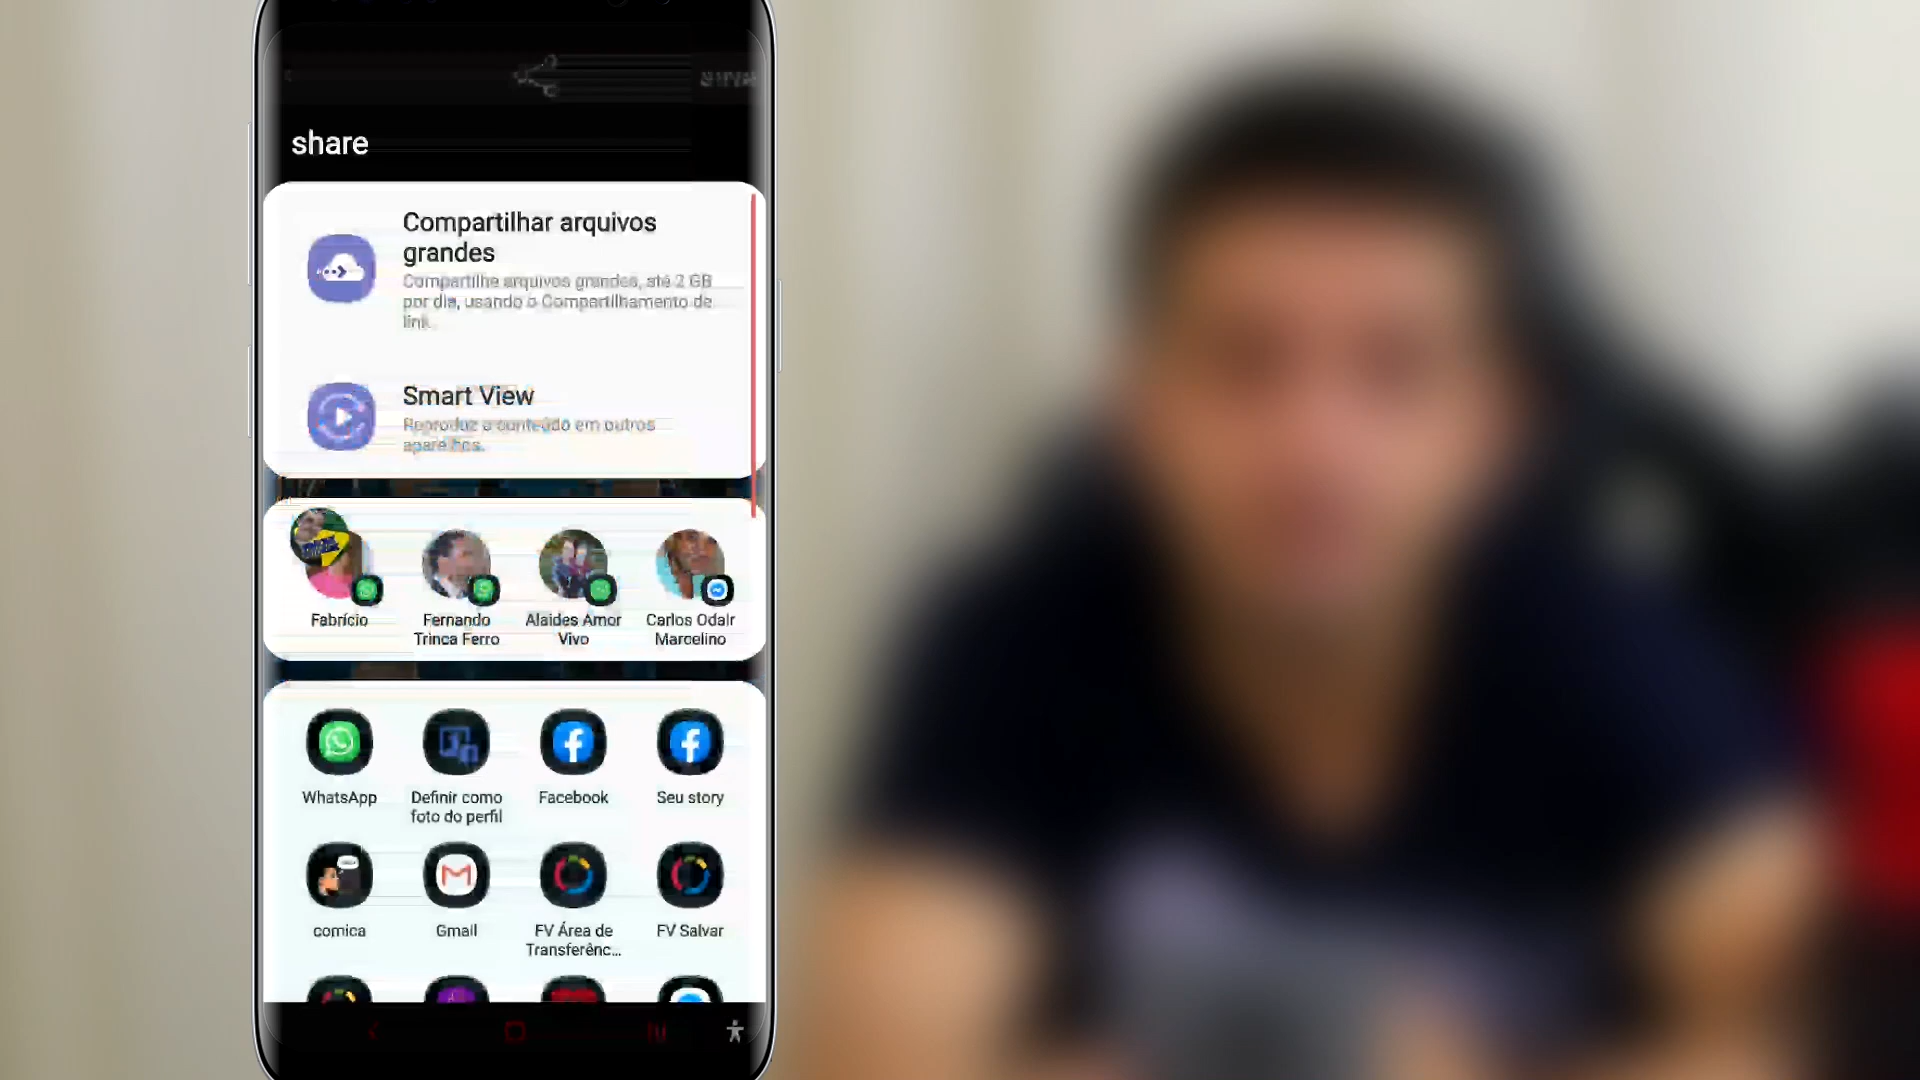 share
Compartilhar arquivos
grandes
Compartilhe arquivos grandes, até 2 GB
por dia, usando o Compartilhamento de
link.
Smart View
Reproduz o conteúdo em outros
aparelhos.
Fabrício
Fernando
Trinca Ferro
Alaides Amor
Vivo
Carlos Odair
Marcelino
WhatsApp
Definir como
foto do perfil
Facebook
Seu story
comica
Gmail
FV Área de
Transferênc...
FV Salvar